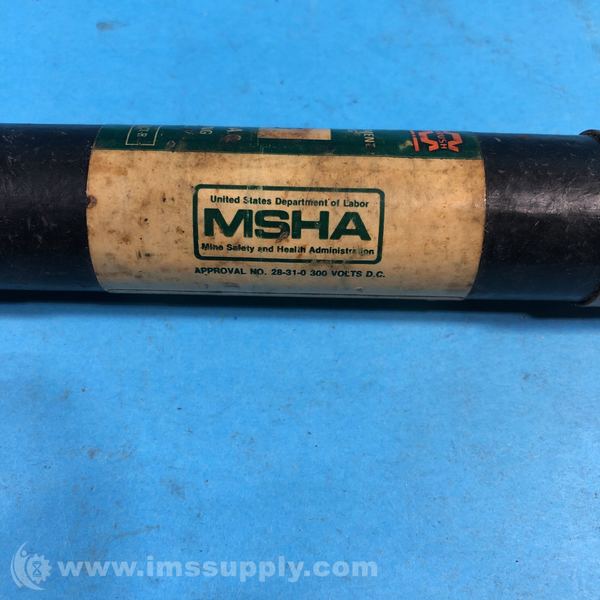 United States Department of Labor
MSHA
Mine Safety and Health Administration
APPROVAL NO. 28-31-0 300 VOLTS D.C.
www.imssupply.com